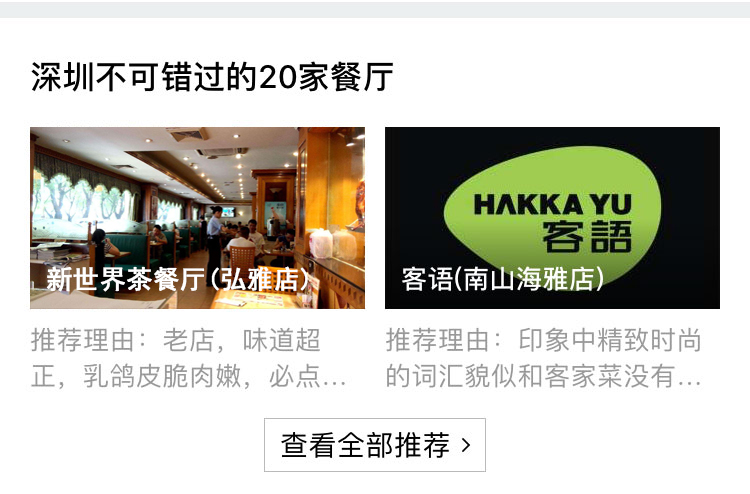 深圳不可错过的20家餐厅
新世界茶餐厅(弘雅店)
推荐理由：老店，味道超
正，乳鸽皮脆肉嫩，必点...
HAKKA YU
客語
客语(南山海雅店)
推荐理由：印象中精致时尚
的词汇貌似和客家菜没有...
查看全部推荐 >